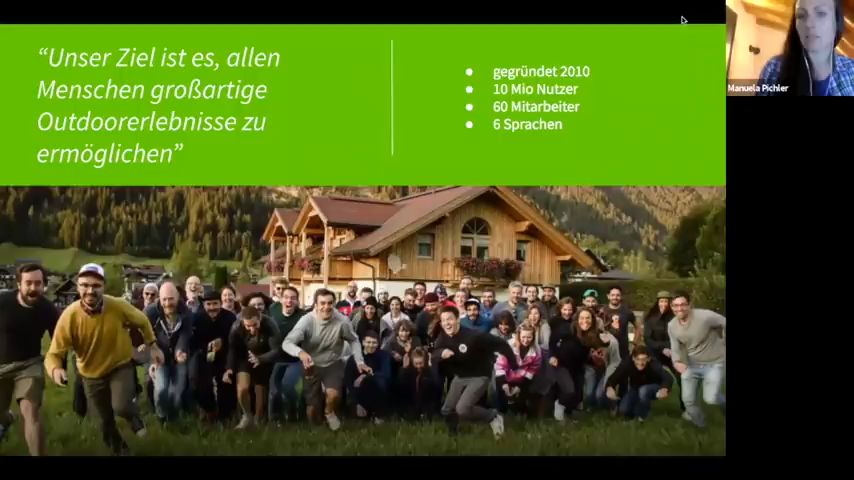 “Unser Ziel ist es, allen
Menschen großartige
Outdoorerlebnisse zu
ermöglichen”
● gegründet 2010
● 10 Mio Nutzer
● 60 Mitarbeiter
● 6 Sprachen
Manuela Pichler